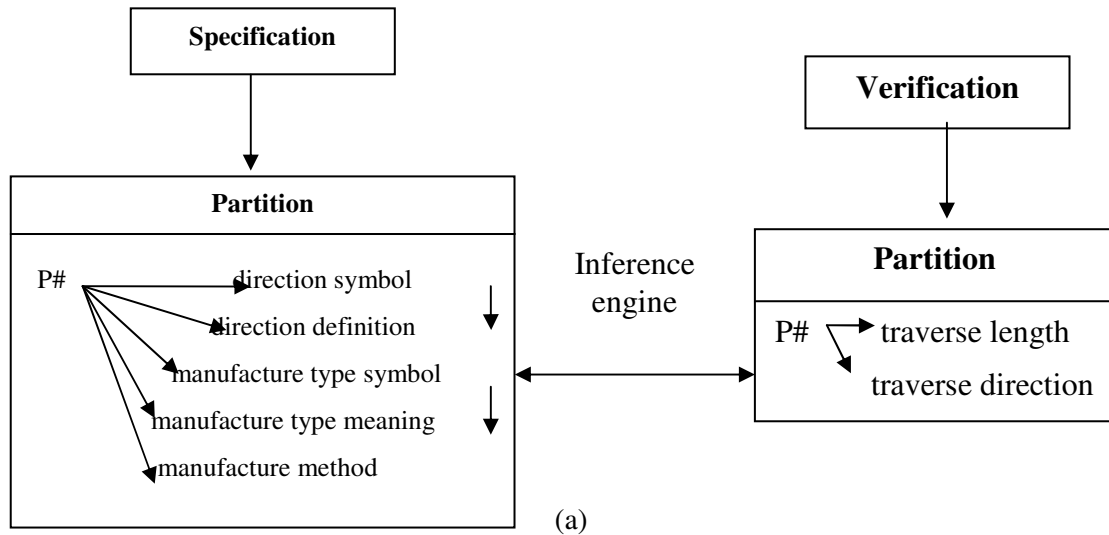 Specification
Verification
Partition
P# direction symbol
direction definition
manufacture type symbol
manufacture type meaning
manufacture method
Inference
engine
Partition
P# traverse length
traverse direction
(a)